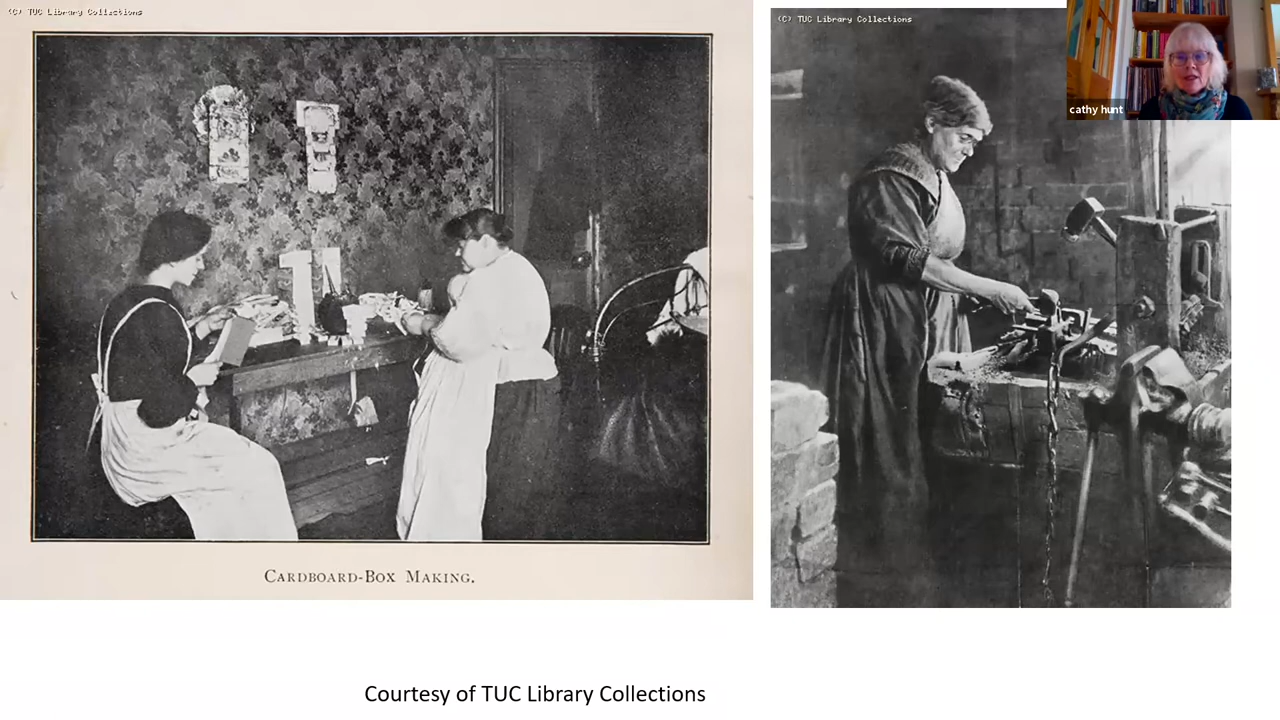 (C) TUC Library Collections
(C) TUC Library Collections
cathy hunt
CARDBOARD-BOX MAKING.
Courtesy of TUC Library Collections